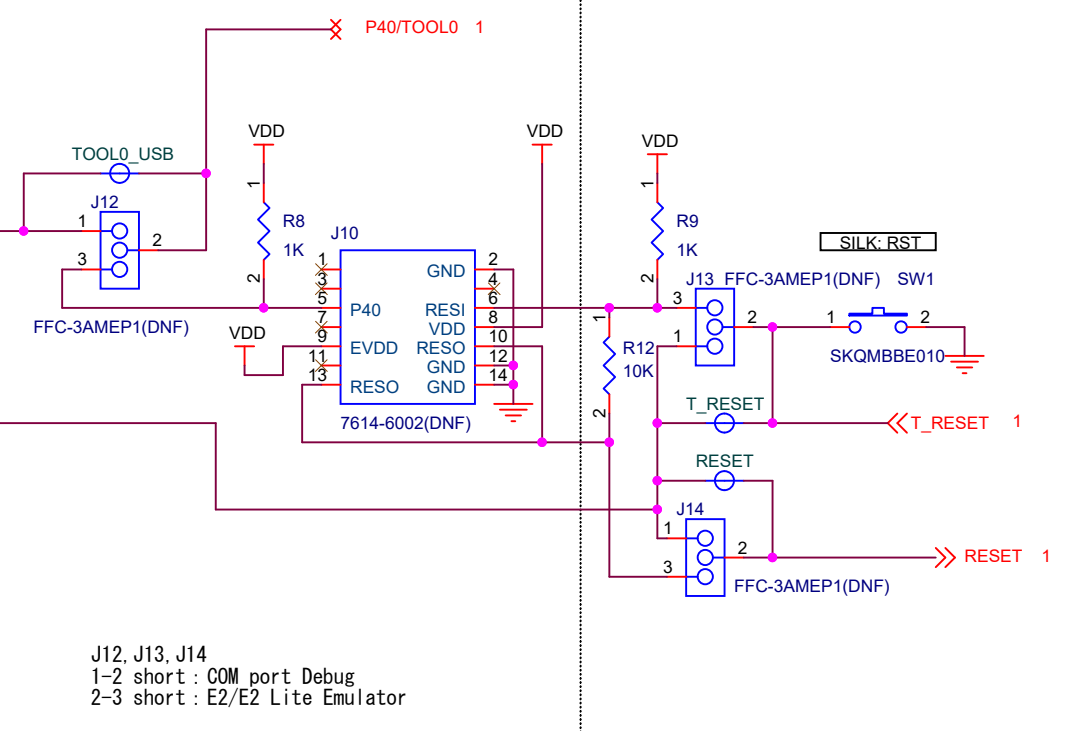 P40/TOOL0 1
VDD
VDD
VDD
TOOL0_USB
J12
1
2
3
FFC-3AMEP1(DNF)
1
R8
1K
2
J10
1
3
5
7
9
11
13
P40
EVDD
RESO
GND
RESI
VDD
RESO
GND
GND
2
4
6
8
10
12
14
7614-6002(DNF)
VDD
1
R9
1K
2
SILK: RST
J13 FFC-3AMEP1(DNF) SW1
3
2
1
1
2
SKQMBBE010
1
R12
10K
2
T_RESET
T_RESET 1
RESET
J14
1
2
3
RESET 1
FFC-3AMEP1(DNF)
J12,J13,J14
1-2 short : COM port Debug
2-3 short : E2/E2 Lite Emulator